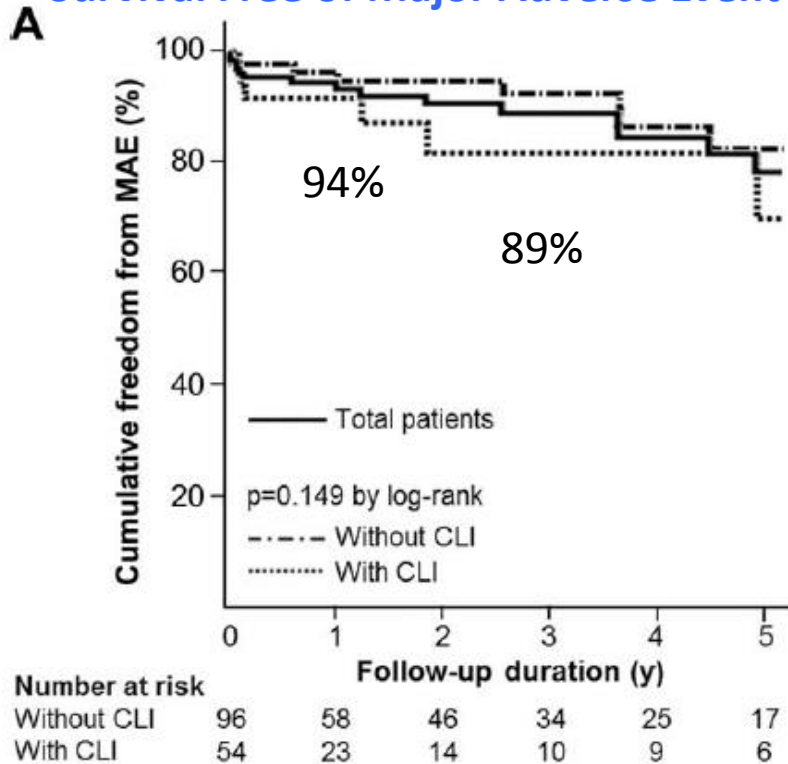 A
100
80
60
40
20
Cumulative freedom from MAE (%)
94%
89%
Total patients
p=0.149 by log-rank
Without CLI
With CLI
0 1 2 3 4 5
Follow-up duration (y)
Number at risk
Without CLI 96 58 46 34 25 17
With CLI 54 23 14 10 9 6